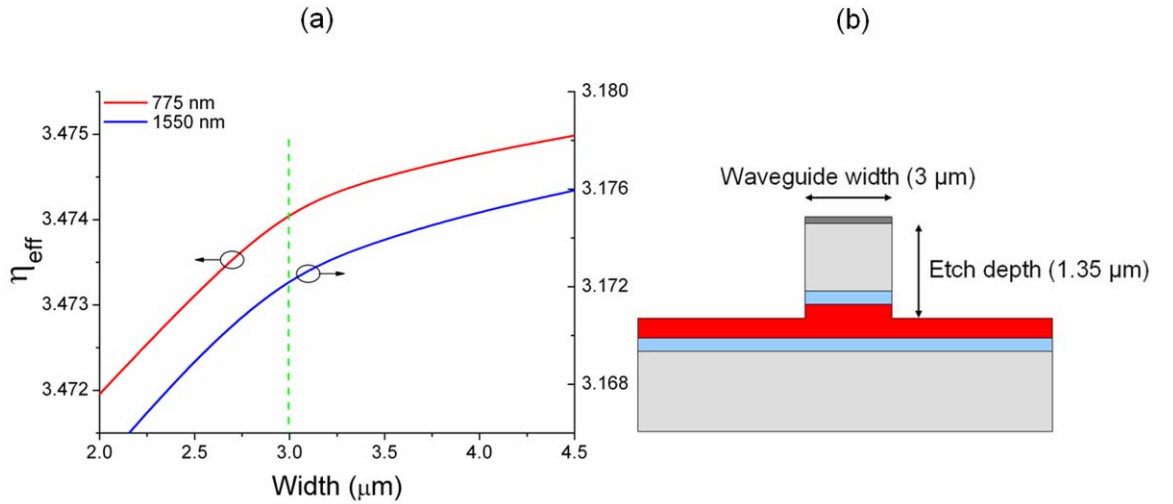 (a)
(b)
775 nm
1550 nm
3.475
3.474
3.473
3.472
η_eff
3.180
3.176
3.172
3.168
2.0 2.5 3.0 3.5 4.0 4.5
Width (μm)
Waveguide width (3 µm)
Etch depth (1.35 µm)